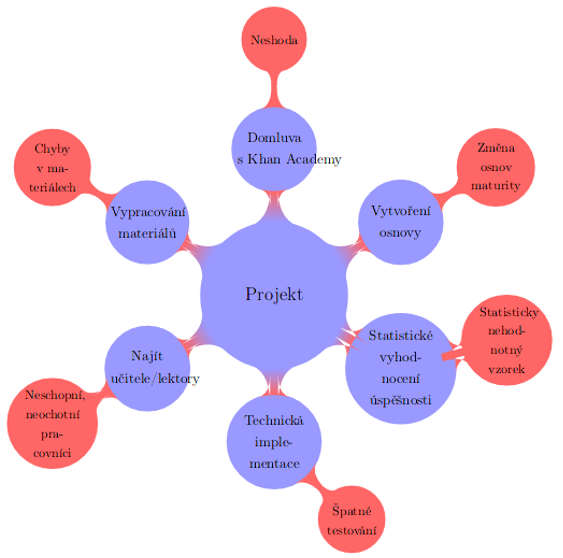 Neshoda
Domluva
s Khan Academy
Změna
osnov
maturity
Vytvoření
osnovy
Chyby
v ma-
teriálech
Vypracování
materiálů
Projekt
Statistické
vyhod-
nocení
úspěšnosti
Statisticky
nehod-
notný
vzorek
Najít
učitele/lektory
Neschopní,
neochotní
pra-
covníci
Technická
imple-
mentace
Špatné
testování